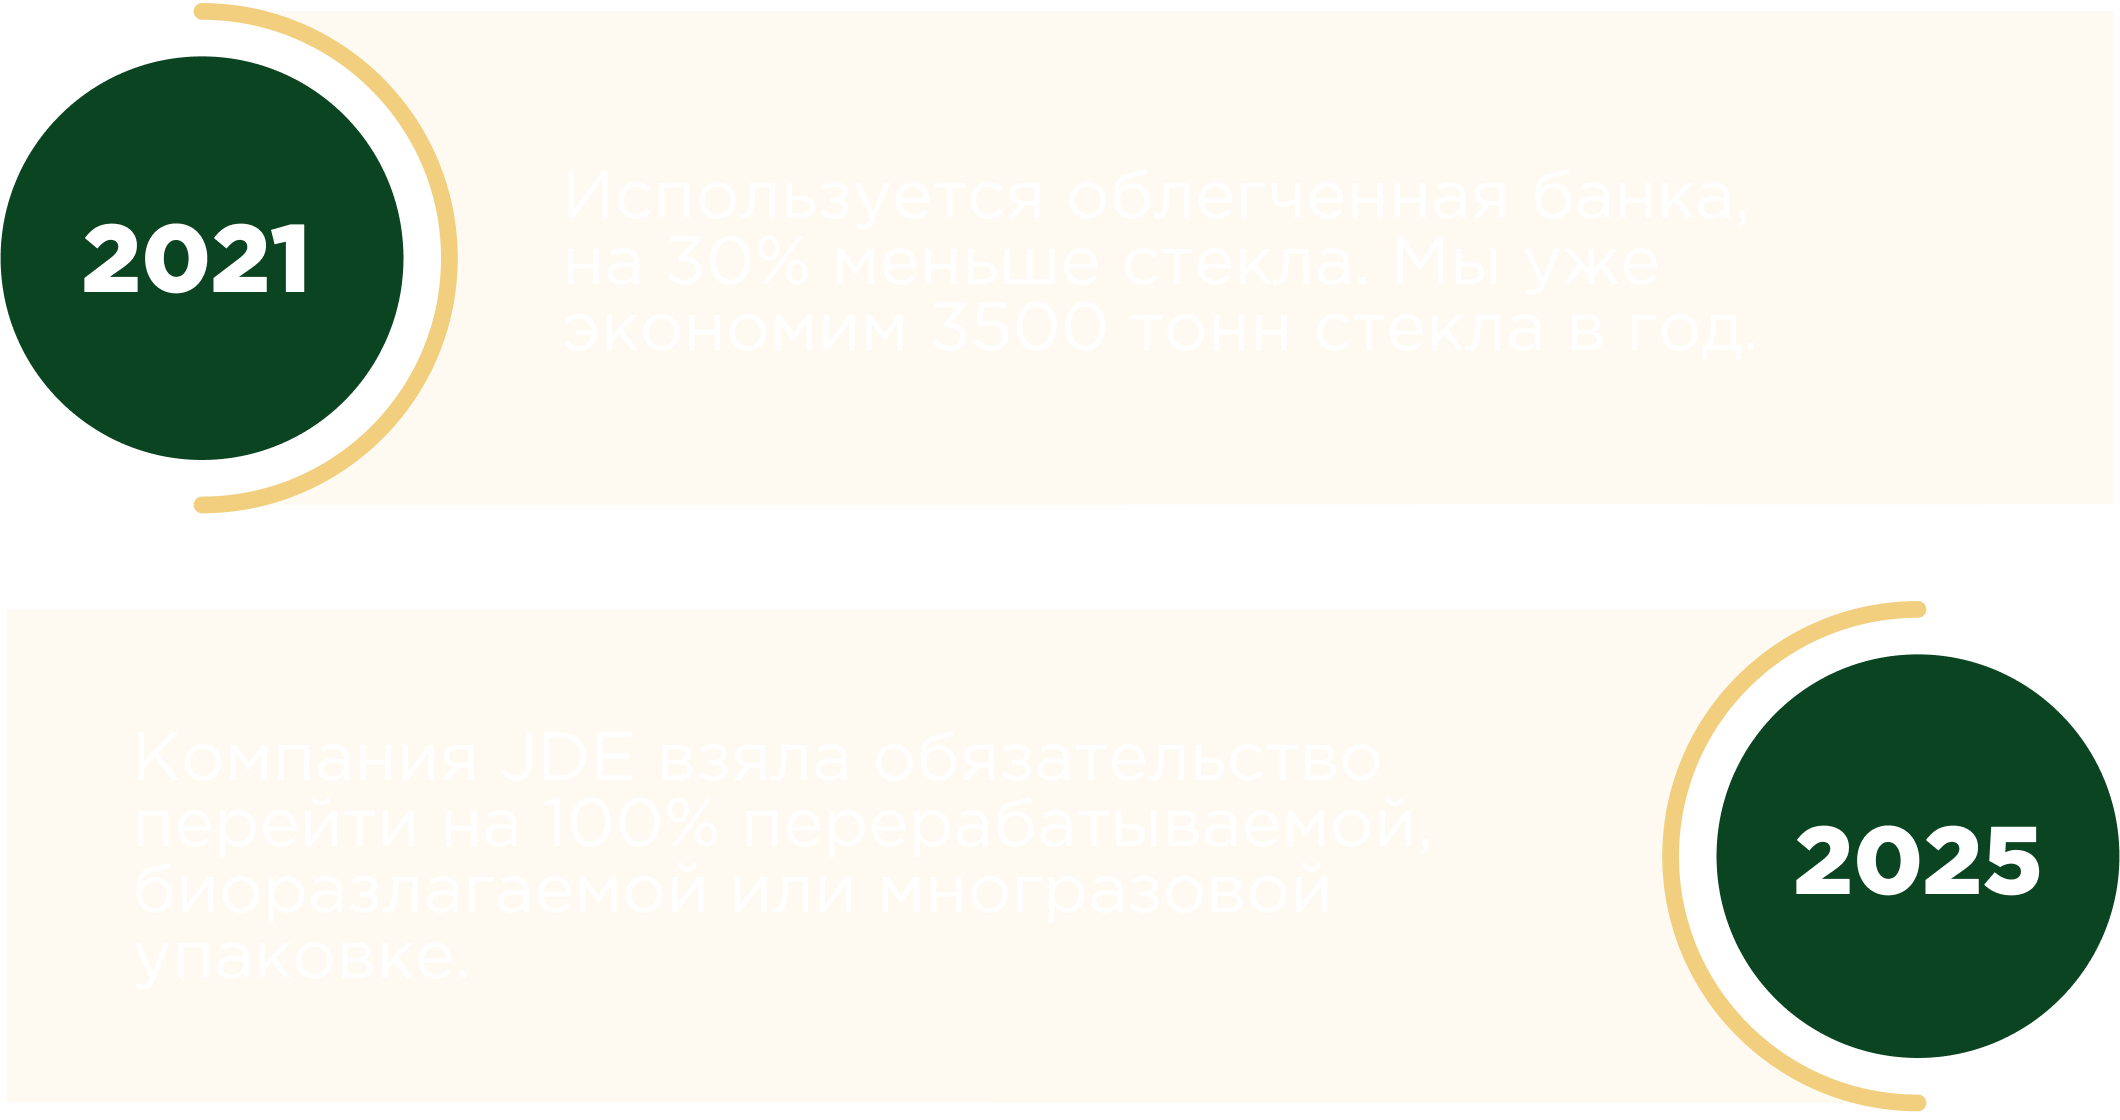 2021
Используется облегченная банка,
на 30% меньше стекла. Мы уже
экономим 3500 тонн стекла в год.
Компания JDE взяла обязательство
перейти на 100% перерабатываемой,
биоразлагаемой или многразовой
упаковке.
2025